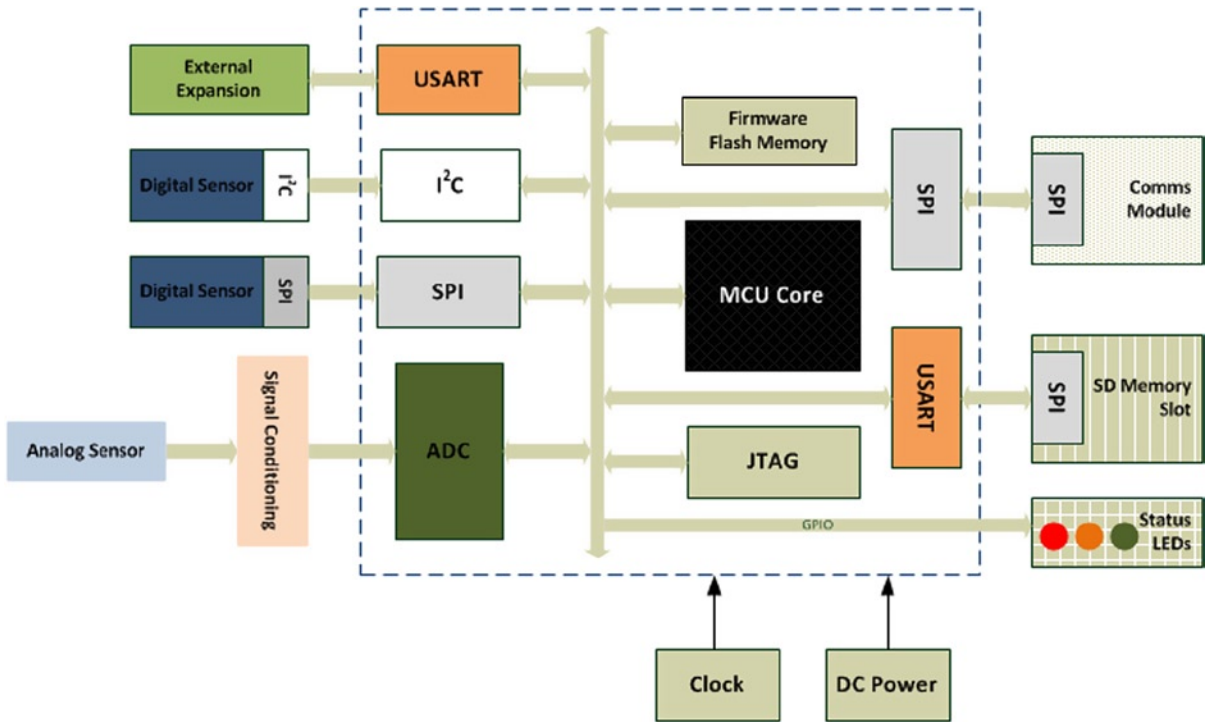 External
Expansion
USART
Firmware
Flash Memory
Digital Sensor
I²C
I²C
SPI
SPI
Comms
Module
Digital Sensor
SPI
SPI
MCU Core
Analog Sensor
Signal Conditioning
ADC
USART
SPI
SD Memory
Slot
JTAG
GPIO
Status
LEDs
Clock
DC Power